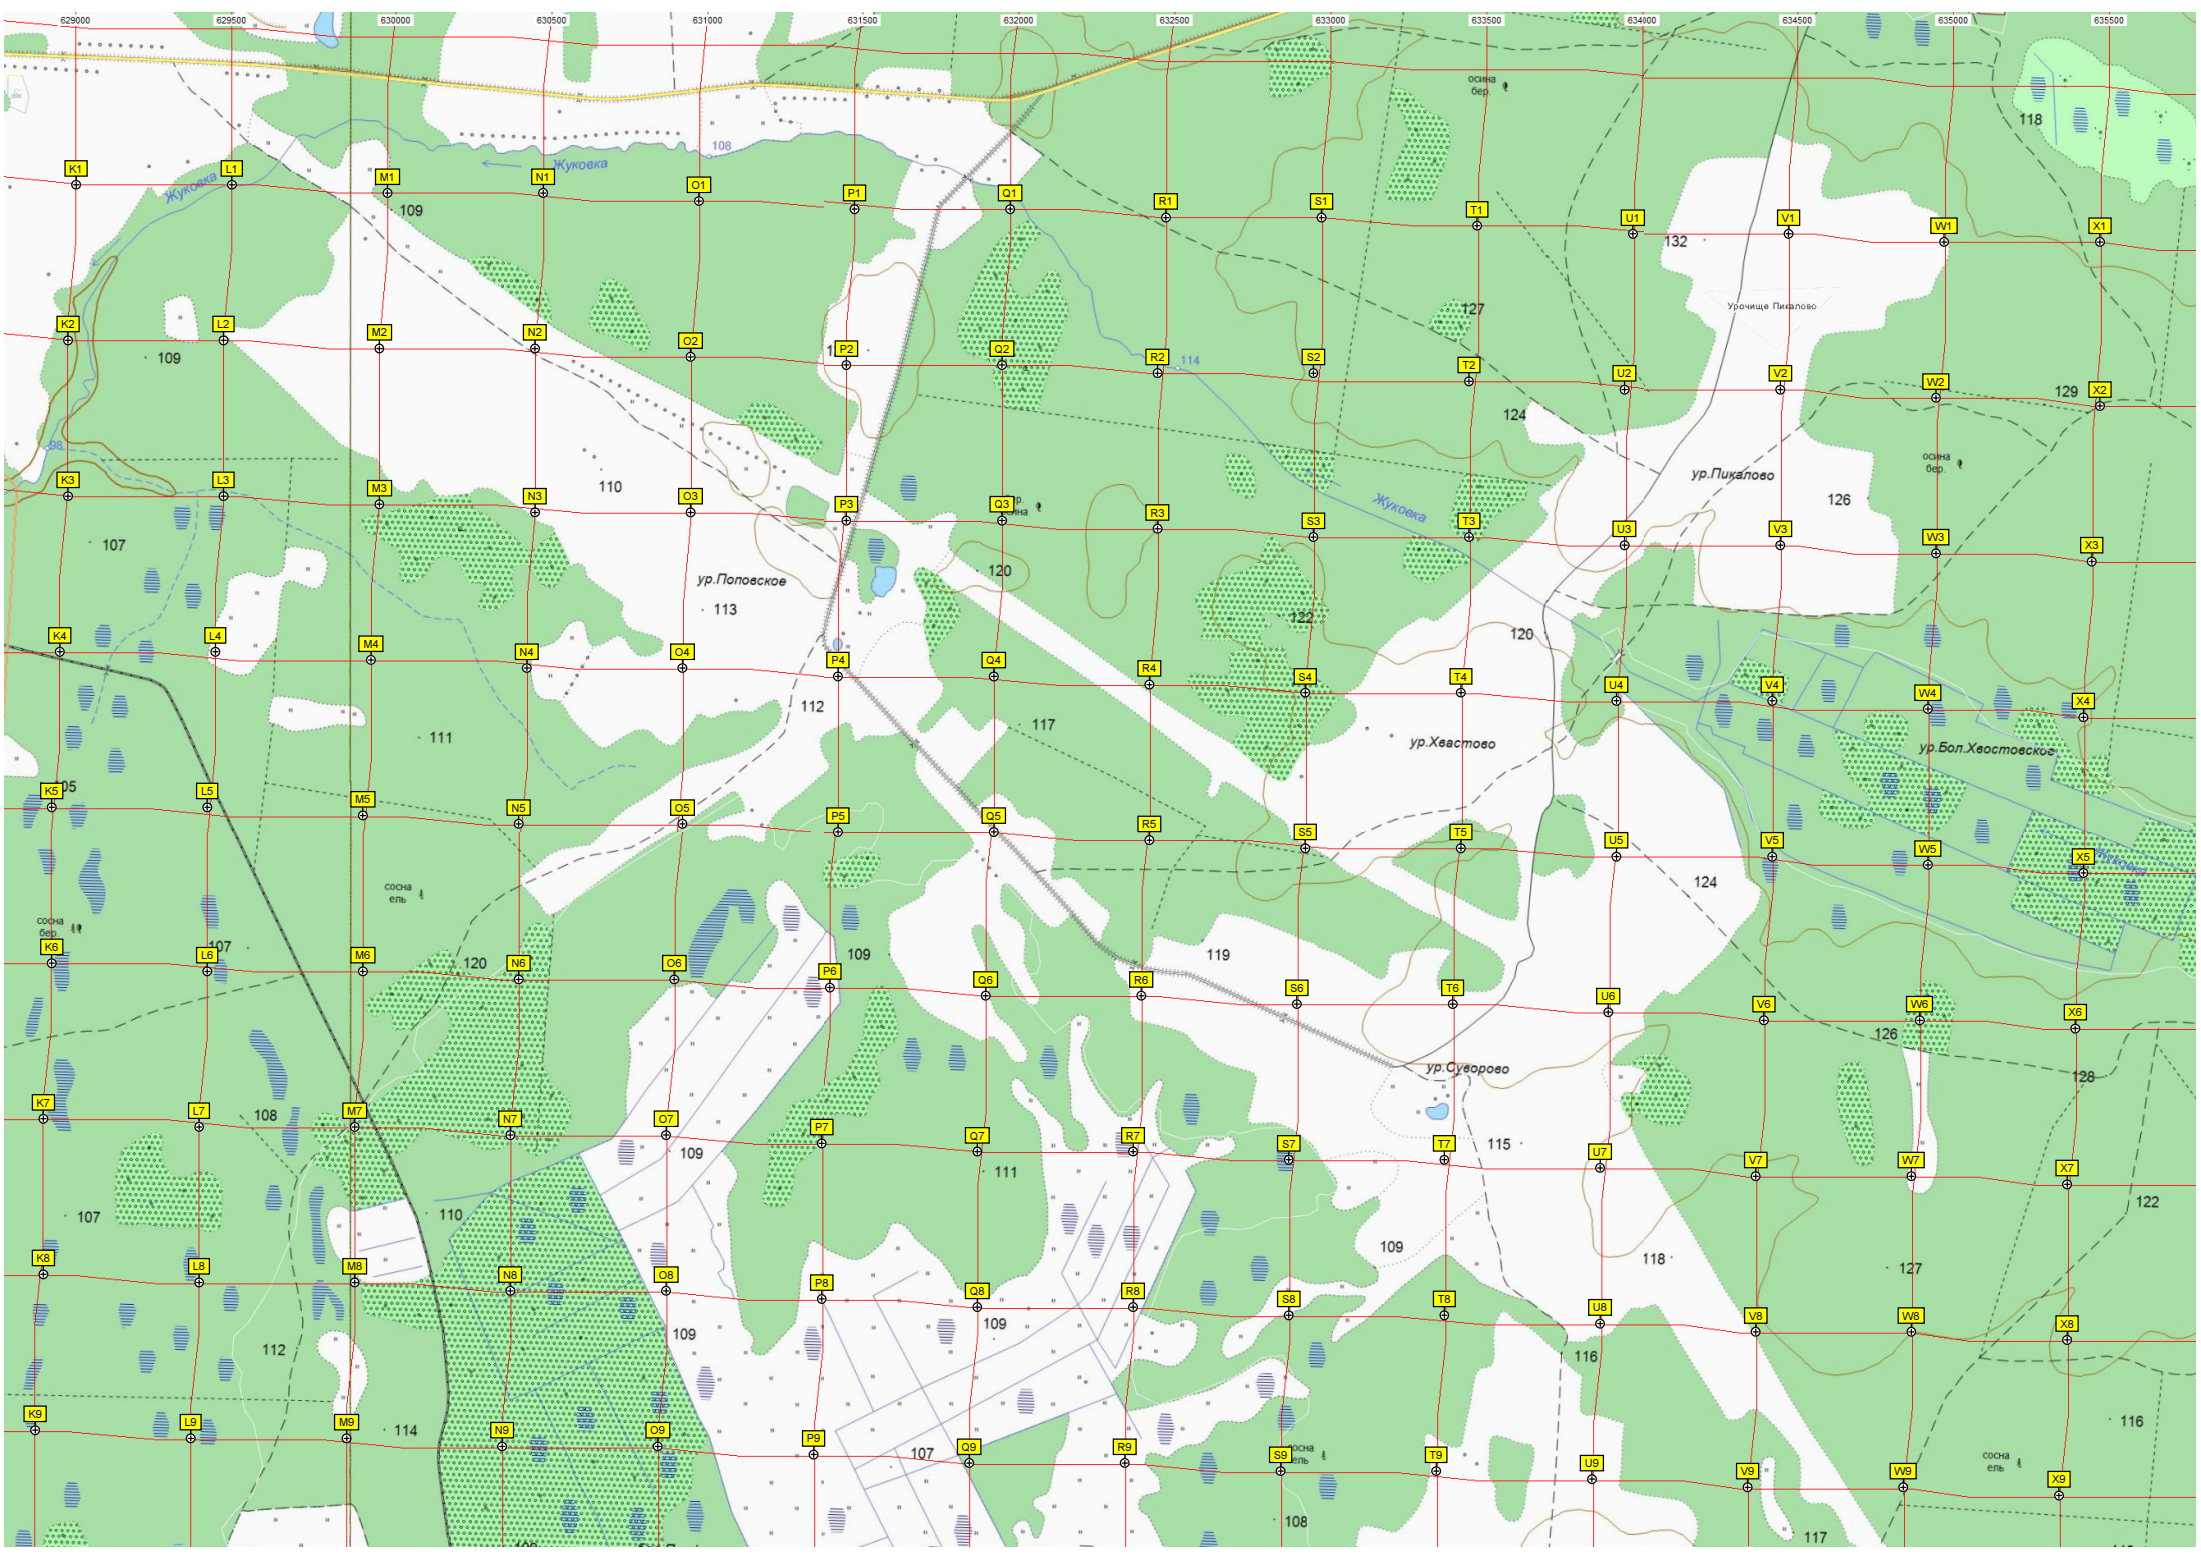 629000 629500 630000 630500 631000 631500 632000 632500 633000 633500 634000 634500 635000 635500
осина
бер.
118
108
Жуковка
Жуковка
K1 L1 M1 N1 O1 P1 Q1 R1 S1 T1 U1 V1 W1 X1
109
132
127
Урочище Пикалово
K2 L2 M2 N2 O2 P2 Q2 R2 S2 T2 U2 V2 W2 X2
109
114
129
124
98
осина
бер.
ур.Пикалово
110
126
Жуковка
K3 L3 M3 N3 O3 P3 Q3 R3 S3 T3 U3 V3 W3 X3
107
120
ур.Поповское
113
122
120
K4 L4 M4 N4 O4 P4 Q4 R4 S4 T4 U4 V4 W4 X4
112
117
111
ур.Хвастово
ур.Бол.Хвостовское
K5 L5 M5 N5 O5 P5 Q5 R5 S5 T5 U5 V5 W5 X5
Жуковка
124
сосна
ель
сосна
бер.
107
120
109
119
K6 L6 M6 N6 O6 P6 Q6 R6 S6 T6 U6 V6 W6 X6
126
ур.Суворово
128
108
K7 L7 M7 N7 O7 P7 Q7 R7 S7 T7 U7 V7 W7 X7
109
111
115
107
110
122
109
118
127
K8 L8 M8 N8 O8 P8 Q8 R8 S8 T8 U8 V8 W8 X8
109
109
112
116
K9 L9 M9 N9 O9 P9 Q9 R9 S9 T9 U9 V9 W9 X9
114
107
116
сосна
ель
сосна
ель
108
117